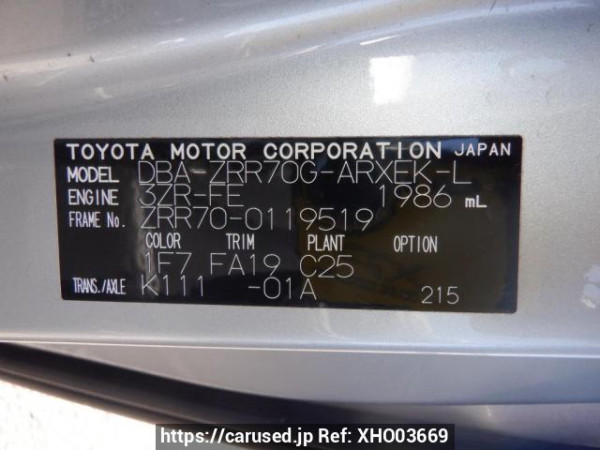 TOYOTA MOTOR CORPORATION JAPAN
MODEL DBA-ZRR70G-ARXEK-L
ENGINE 3ZR-FE 1986 mL
FRAME No. ZRR70-0119519
COLOR TRIM PLANT OPTION
1F7 FA19 C25
TRANS./AXLE K111 -01A 215
https://carused.jp Ref: XHO03669